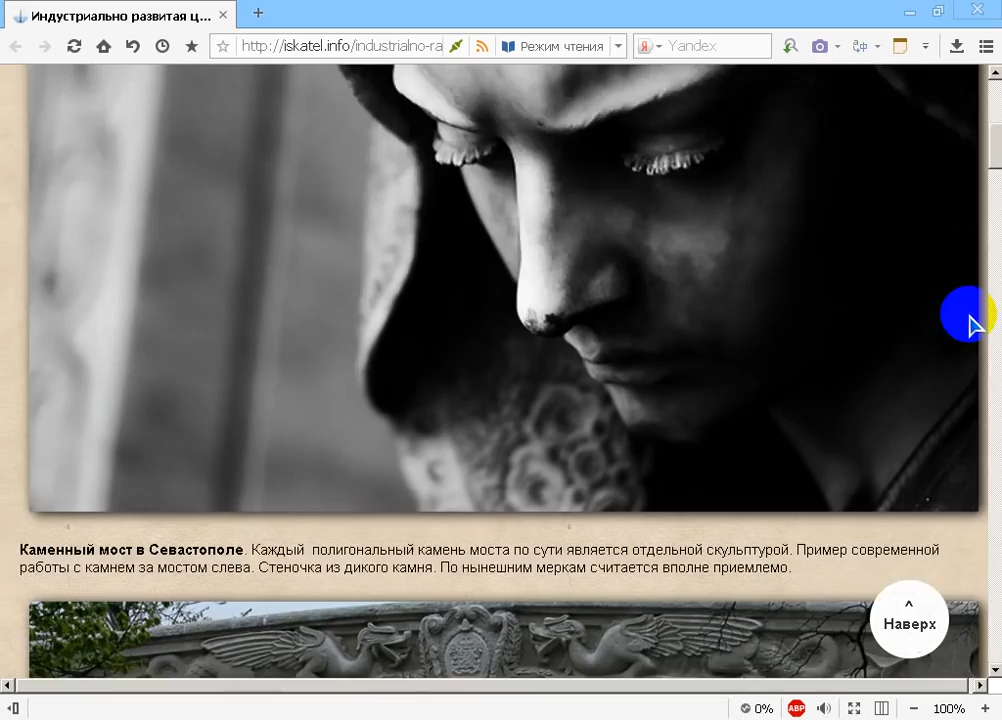 Индустриально развитая ц...
http://iskatel.info/industrialno-ra
Режим чтения
Я
Yandex
Каменный мост в Севастополе. Каждый полигональный камень моста по сути является отдельной скульптурой. Пример современной
работы с камнем за мостом слева. Стеночка из дикого камня. По нынешним меркам считается вполне приемлемо.
^
Наверх
0%
ABP
100%